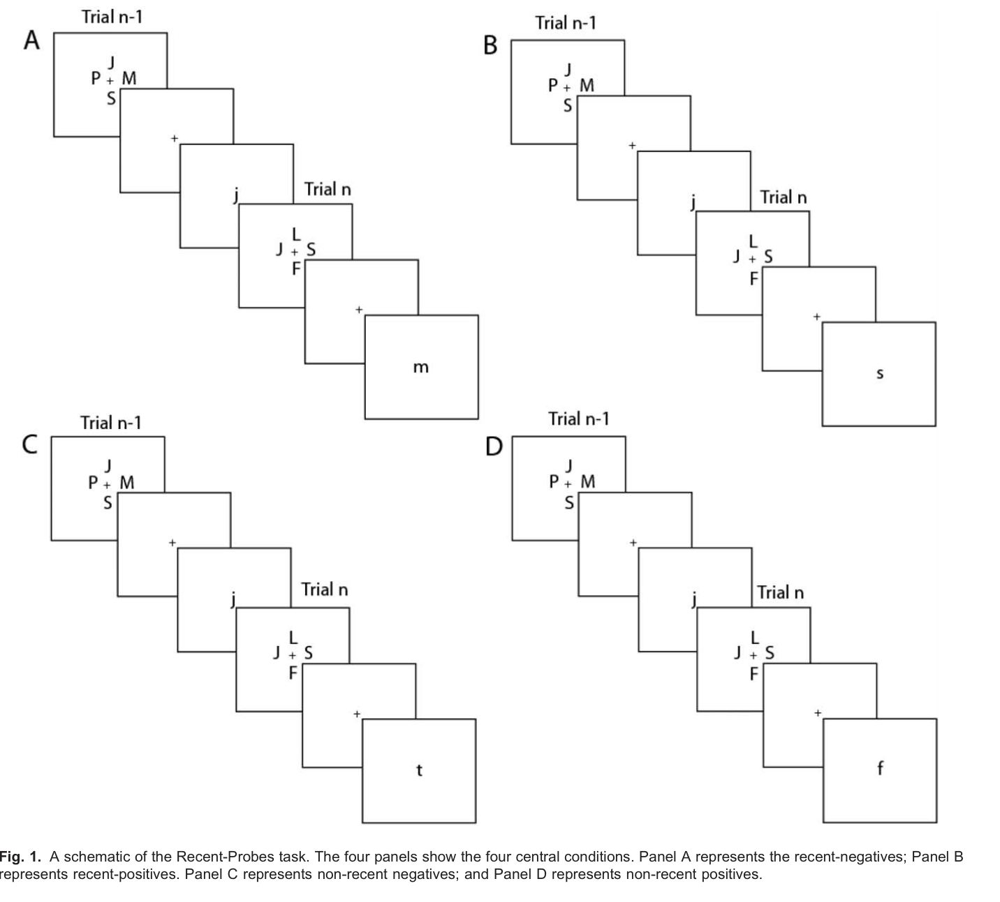 A
Trial n-1
J
P + M
S
+
j
Trial n
L
J + S
F
+
m
B
Trial n-1
J
P + M
S
+
j
Trial n
L
J + S
F
+
s
C
Trial n-1
J
P + M
S
+
j
Trial n
L
J + S
F
+
t
D
Trial n-1
J
P + M
S
+
j
Trial n
L
J + S
F
+
f
Fig. 1. A schematic of the Recent-Probes task. The four panels show the four central conditions. Panel A represents the recent-negatives; Panel B
represents recent-positives. Panel C represents non-recent negatives; and Panel D represents non-recent positives.